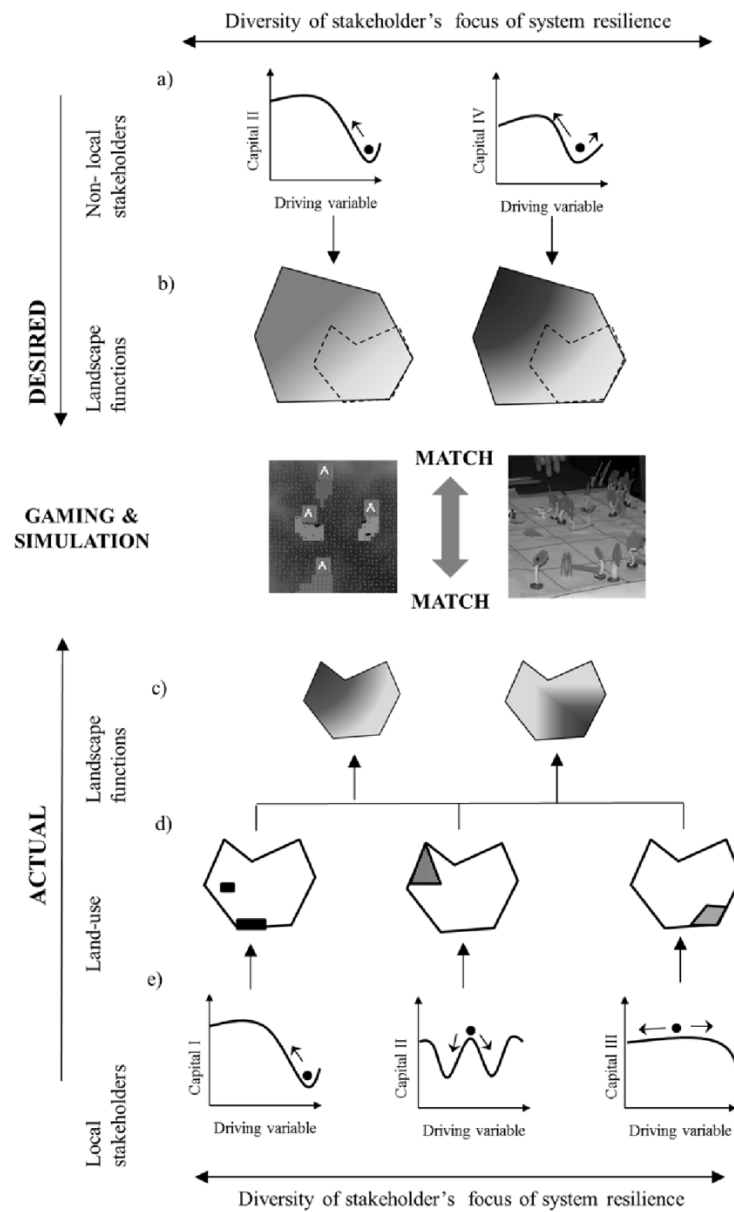 Diversity of stakeholder's focus of system resilience
a)
Non- local
stakeholders
Capital II
Driving variable
Capital IV
Driving variable
DESIRED
b)
Landscape
functions
GAMING &
SIMULATION
MATCH
MATCH
ACTUAL
c)
Landscape
functions
d)
Land-use
e)
Local
stakeholders
Capital I
Driving variable
Capital II
Driving variable
Capital III
Driving variable
Diversity of stakeholder's focus of system resilience